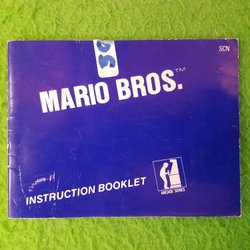 SCN
MARIO BROS.™
INSTRUCTION BOOKLET
ARCADE SERIES